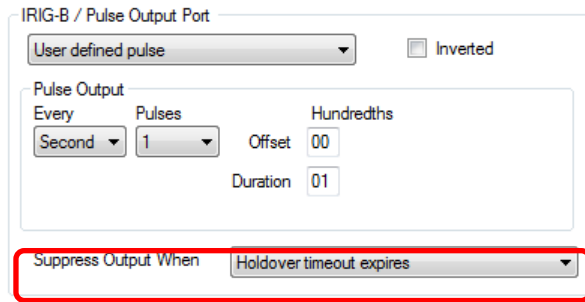 IRIG-B / Pulse Output Port
User defined pulse Inverted
Pulse Output
Every Pulses Hundredths
Second 1 Offset 00
Duration 01
Suppress Output When Holdover timeout expires